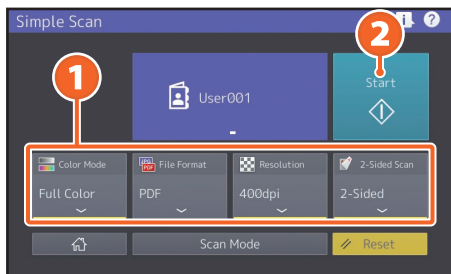 Simple Scan
i ?
1
2
User001
Start
Color Mode
JPG PDF File Format
Resolution
2-Sided Scan
Full Color
PDF
400dpi
2-Sided
Scan Mode
Reset